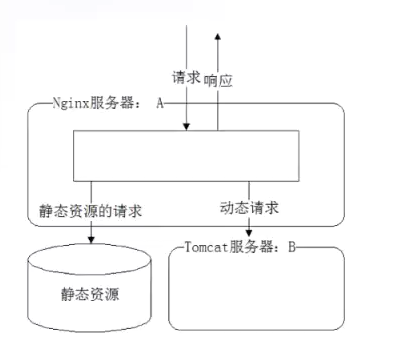 请求 响应
Nginx服务器： A
静态资源的请求
动态请求
Tomcat服务器：B
静态资源